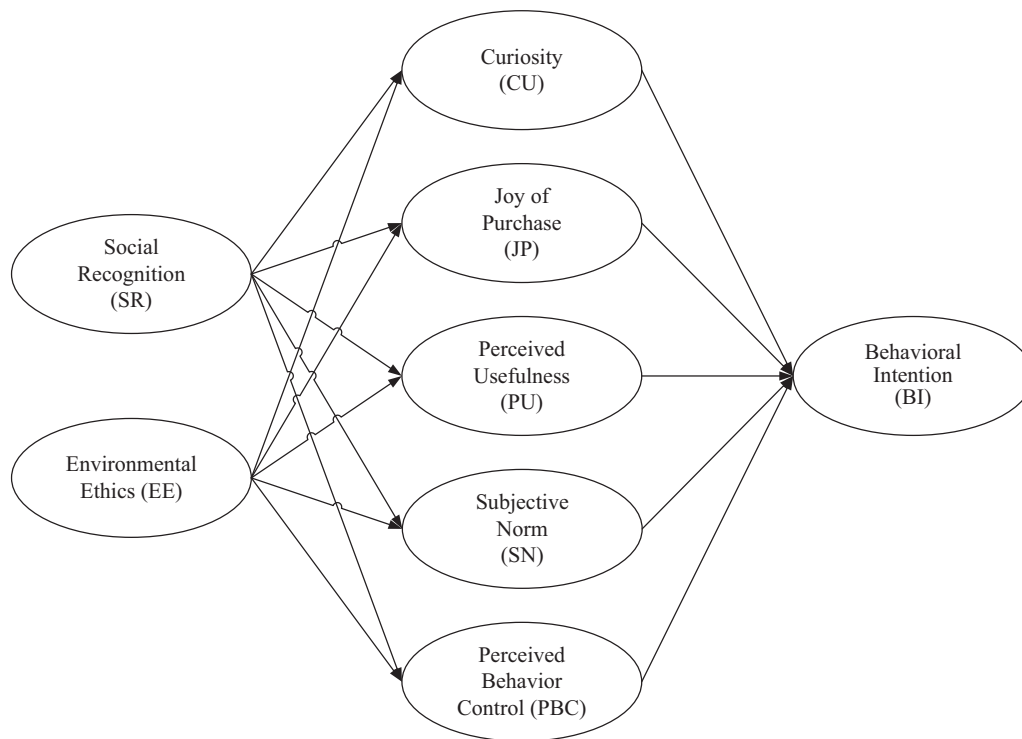 Curiosity
(CU)
Joy of
Purchase
(JP)
Social
Recognition
(SR)
Perceived
Usefulness
(PU)
Behavioral
Intention
(BI)
Environmental
Ethics (EE)
Subjective
Norm
(SN)
Perceived
Behavior
Control (PBC)